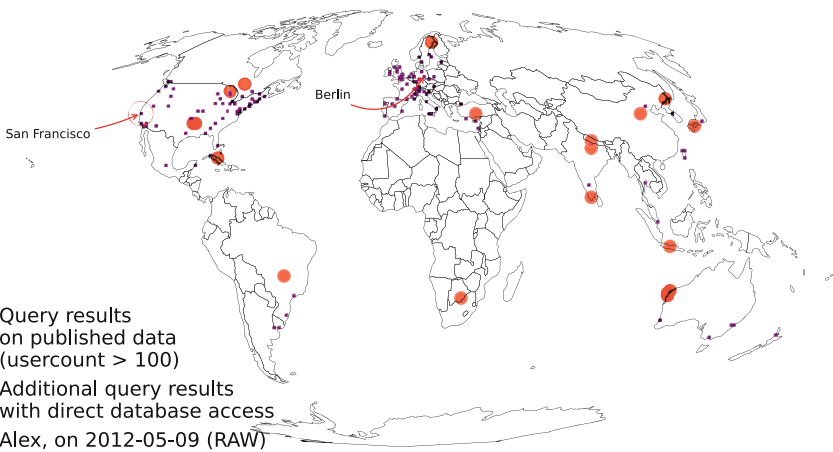 Berlin
San Francisco
Query results
on published data
(usercount > 100)
Additional query results
with direct database access
Alex, on 2012-05-09 (RAW)